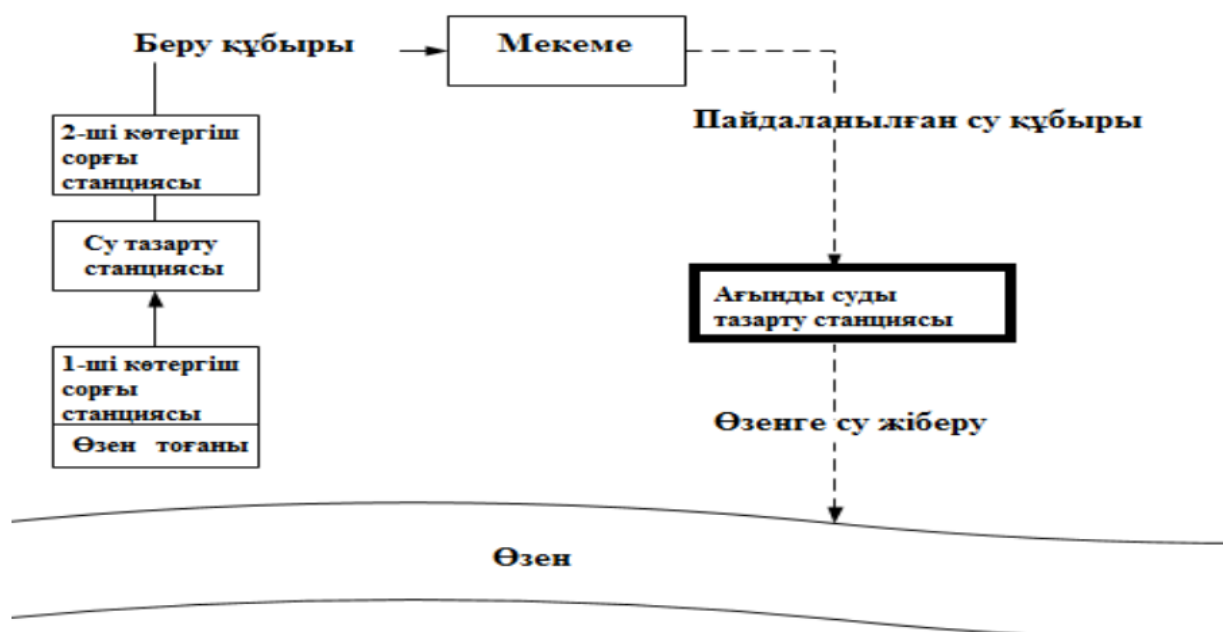 Беру құбыры
Мекеме
Пайдаланылған су құбыры
2-ші көтергіш
сорғы
станциясы
Су тазарту
станциясы
1-ші көтергіш
сорғы
станциясы
Өзен тоғаны
Ағынды суды
тазарту станциясы
Өзенге су жіберу
Өзен